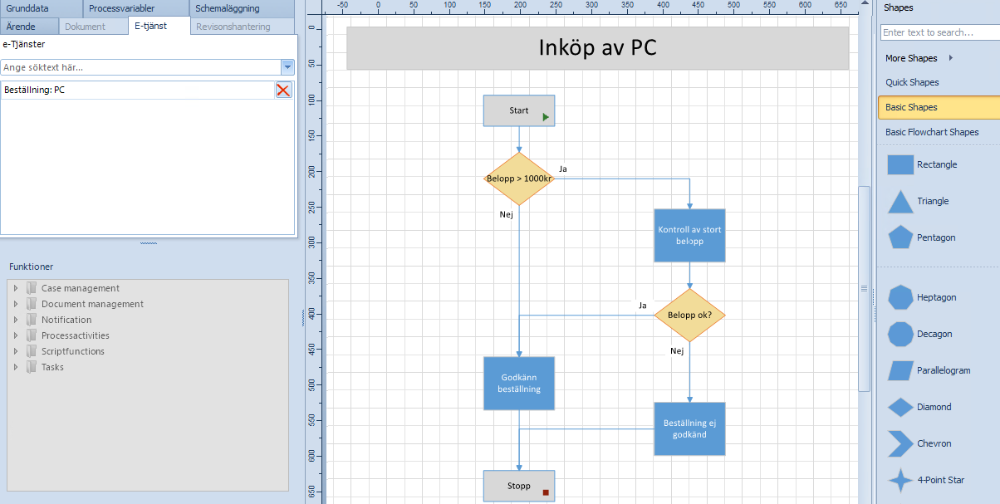 Grunddata
Processvariabler
Schemaläggning
Ärende
Dokument
E-tjänst
Revisonshantering
e-Tjänster
Ange söktext här...
Beställning: PC
Funktioner
Case management
Document management
Notification
Processactivities
Scriptfunctions
Tasks
-50 0 50 100 150 200 250 300 350 400 450 500 550 600 650
0
50
100
150
200
250
300
350
400
450
500
550
600
650
Inköp av PC
Start
Belopp > 1000kr
Ja
Nej
Kontroll av stort
belopp
Ja
Belopp ok?
Nej
Godkänn
beställning
Beställning ej
godkänd
Stopp
Shapes
Enter text to search...
More Shapes
Quick Shapes
Basic Shapes
Basic Flowchart Shapes
Rectangle
Triangle
Pentagon
Heptagon
Decagon
Parallelogram
Diamond
Chevron
4-Point Star